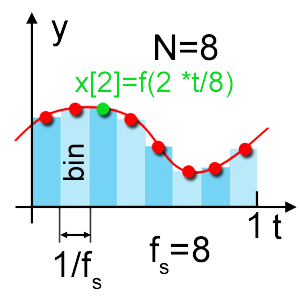 y
N=8
x[2]=f(2 *t/8)
bin
1 t
1/fs
fs=8